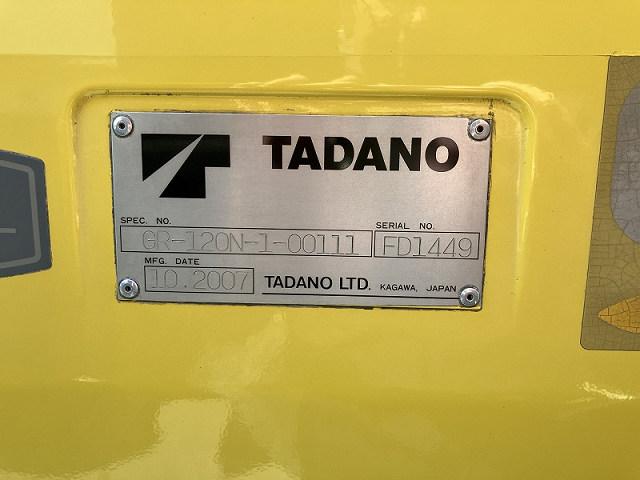 TADANO
SPEC. NO.
GR-120N-1-00111
SERIAL NO.
FD1449
MFG. DATE
10.2007
TADANO LTD. KAGAWA, JAPAN